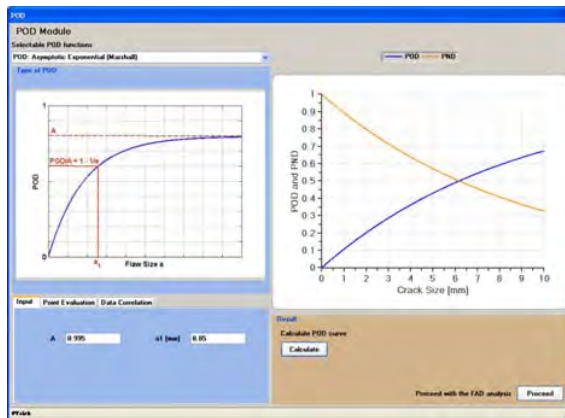 POD
POD Module
Selectable POD functions
POD: Asymptotic Exponential (Marshall)
Type of POD
1
A
POD/A = 1 - 1/e
POD
0
a1
Flaw Size a
POD PND
1
0.9
0.8
0.7
0.6
0.5
0.4
0.3
0.2
0.1
0
POD and PND
0 1 2 3 4 5 6 7 8 9 10
Crack Size [mm]
Input Point Evaluation Data Correlation
A 0.995 a1 [mm] 8.85
Result
Calculate POD curve
Calculate
Proceed with the FAD analysis Proceed